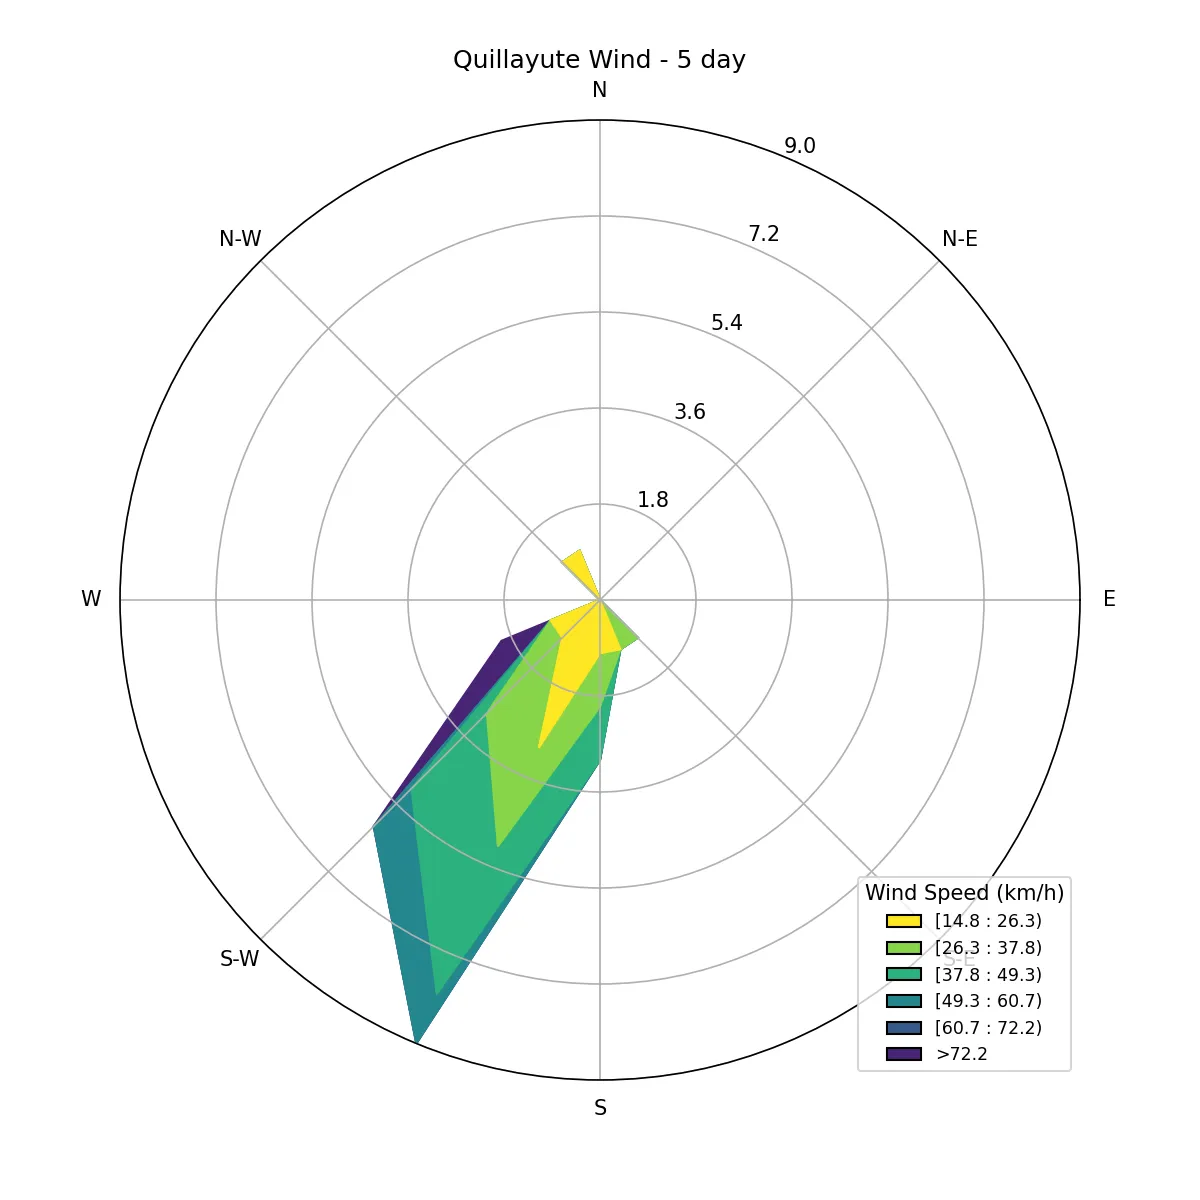 Quillayute Wind - 5 day
N
9.0
N-W
N-E
7.2
5.4
3.6
1.8
W
E
Wind Speed (km/h)
[14.8 : 26.3)
[26.3 : 37.8)
S-W
S-E
[37.8 : 49.3)
[49.3 : 60.7)
[60.7 : 72.2)
>72.2
S